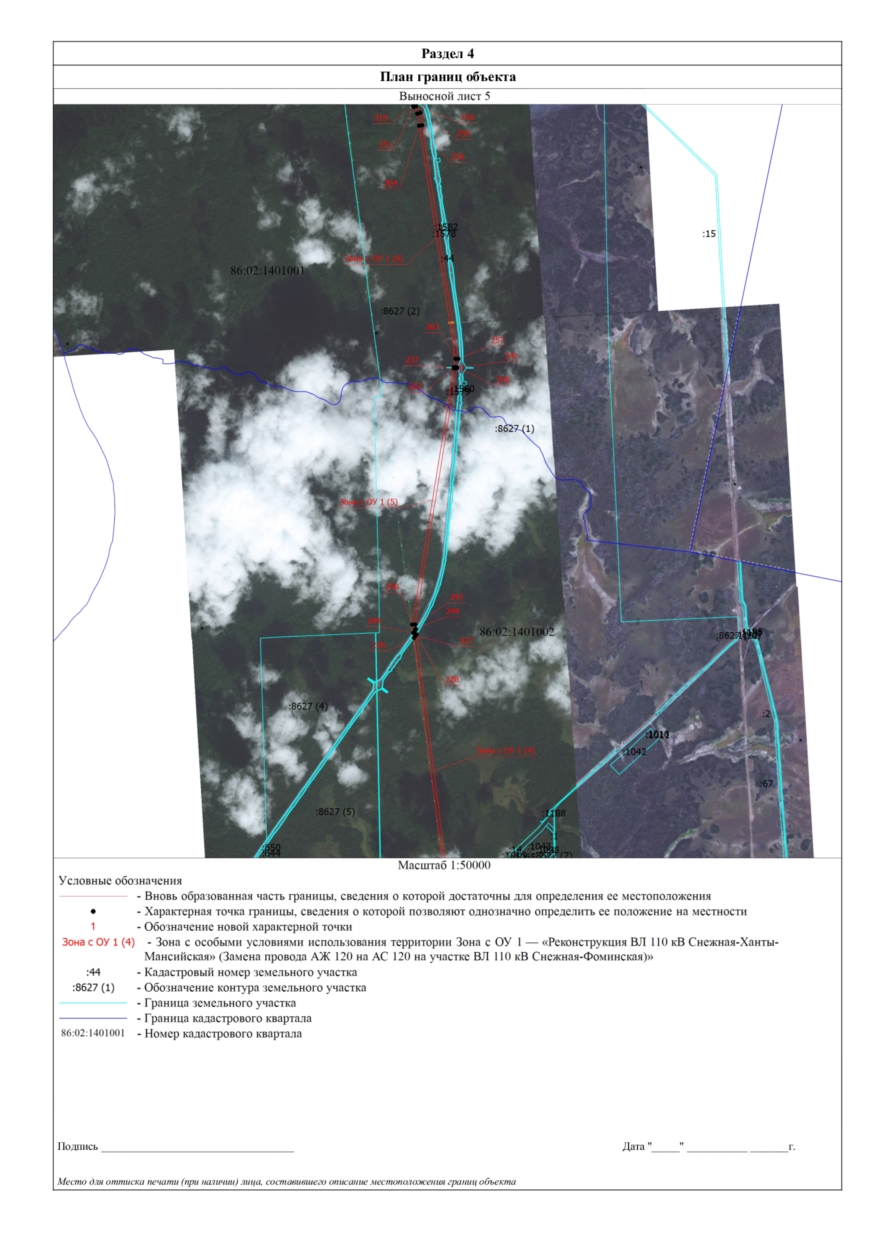 Раздел 4
План границ объекта
Выносной лист 5
:1582
:15
:44
86:02:1401001
:8627 (2)
:8627 (1)
Зона с ОУ 1 (5)
86:02:1401002
:8627 (4)
:2
:1011
:1042
:67
:8627 (5)
:1188
Масштаб 1:50000
Условные обозначения
- Вновь образованная часть границы, сведения о которой достаточны для определения ее местоположения
- Характерная точка границы, сведения о которой позволяют однозначно определить ее положение на местности
1 - Обозначение новой характерной точки
Зона с ОУ 1 (4) - Зона с особыми условиями использования территории Зона с ОУ 1 — «Реконструкция ВЛ 110 кВ Снежная-Ханты-
Мансийская» (Замена провода АЖ 120 на АС 120 на участке ВЛ 110 кВ Снежная-Фоминская)»
:44 - Кадастровый номер земельного участка
:8627 (1) - Обозначение контура земельного участка
- Граница земельного участка
- Граница кадастрового квартала
86:02:1401001 - Номер кадастрового квартала
Подпись ___________________________________
Дата "_____" ___________ _______г.
Место для оттиска печати (при наличии) лица, составившего описание местоположения границ объекта